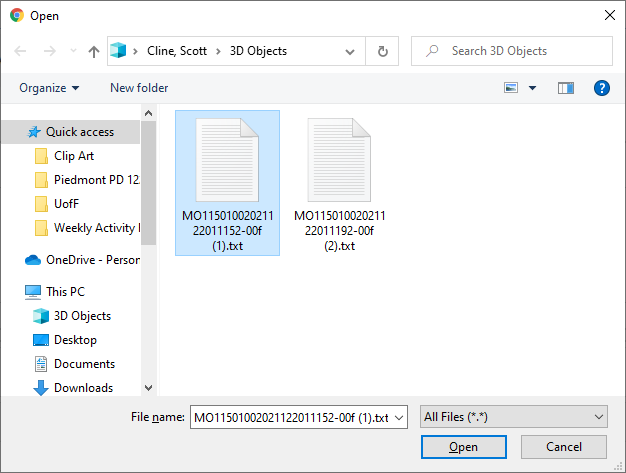 Open
Cline, Scott
3D Objects
Search 3D Objects
Organize
New folder
Quick access
Clip Art
Piedmont PD 12
UofF
Weekly Activity
OneDrive - Person
This PC
3D Objects
Desktop
Documents
Downloads
MO115010020211
22011152-00f
(1).txt
MO115010020211
22011192-00f
(2).txt
File name:
MO11501002021122011152-00f (1).txt
All Files (*.*)
Open
Cancel